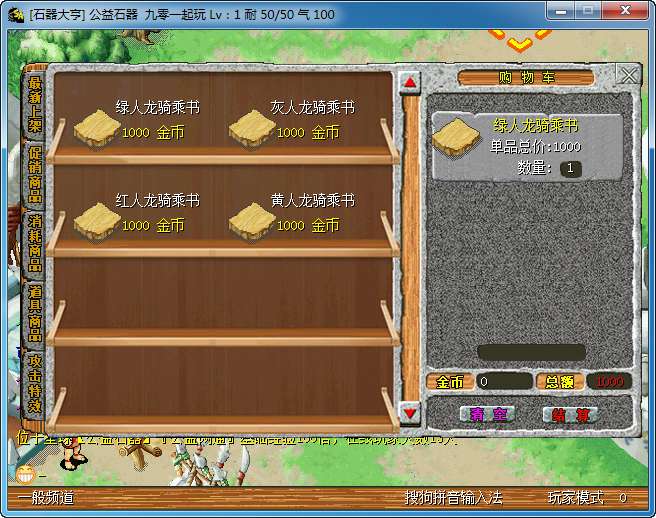 [石器大亨] 公益石器 九零一起玩 Lv : 1 耐 50/50 气 100
最新上架
促销商品
消耗商品
道具商品
攻击特效
绿人龙骑乘书
1000 金币
灰人龙骑乘书
1000 金币
红人龙骑乘书
1000 金币
黄人龙骑乘书
1000 金币
购物车
绿人龙骑乘书
单品总价:1000
数量: 1
金币 0 总额 1000
清空 结算
一般频道 搜狗拼音输入法 玩家模式 0